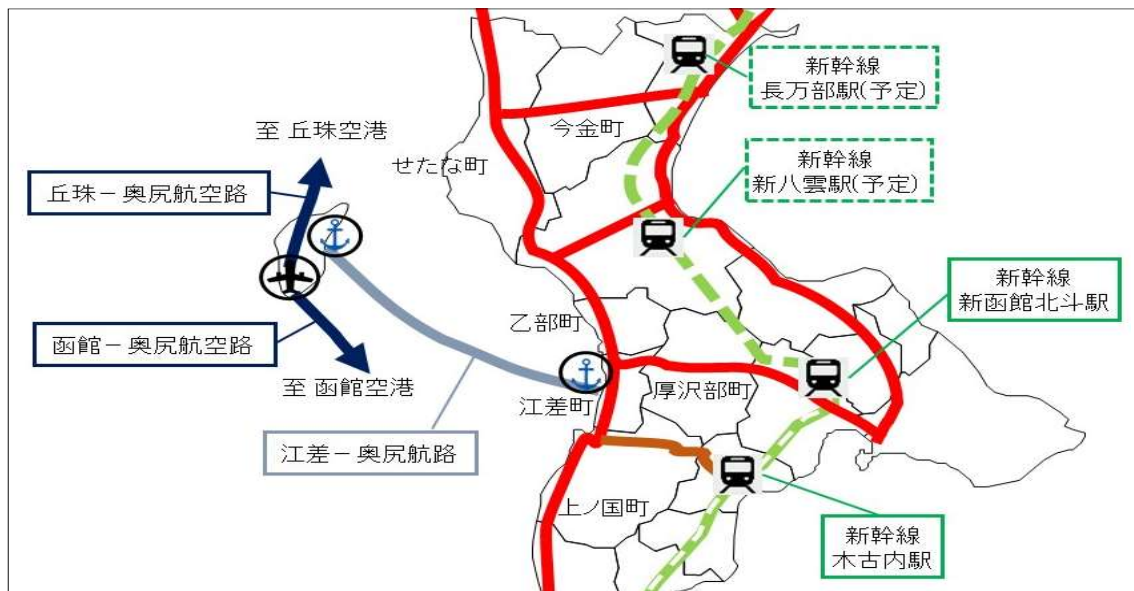 新幹線
長万部駅(予定)
今金町
至 丘珠空港
せたな町
新幹線
新八雲駅(予定)
丘珠－奥尻航空路
新幹線
新函館北斗駅
乙部町
函館－奥尻航空路
至 函館空港
厚沢部町
江差町
江差－奥尻航路
上ノ国町
新幹線
木古内駅